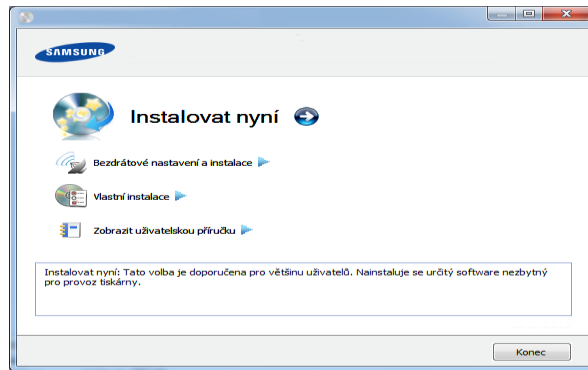 SAMSUNG
Instalovat nyní
Bezdrátové nastavení a instalace
Vlastní instalace
Zobrazit uživatelskou příručku
Instalovat nyní: Tato volba je doporučena pro většinu uživatelů. Nainstaluje se určitý software nezbytný
pro provoz tiskárny.
Konec